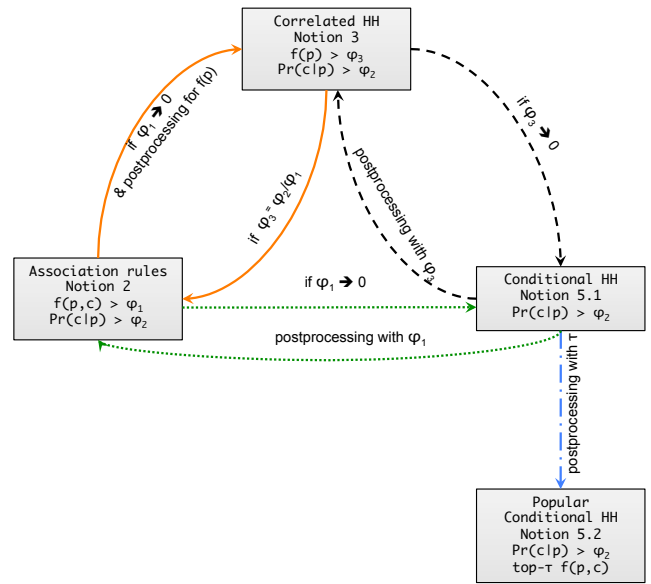 Correlated HH
Notion 3
f(p) > φ₃
Pr(c|p) > φ₂
if φ₁ ➔ 0
& postprocessing for f(p)
if φ₃ = φ₂/φ₁
postprocessing with φ₃
if φ₃ ➔ 0
Association rules
Notion 2
f(p,c) > φ₁
Pr(c|p) > φ₂
if φ₁ ➔ 0
Conditional HH
Notion 5.1
Pr(c|p) > φ₂
postprocessing with φ₁
postprocessing with τ
Popular
Conditional HH
Notion 5.2
Pr(c|p) > φ₂
top-τ f(p,c)